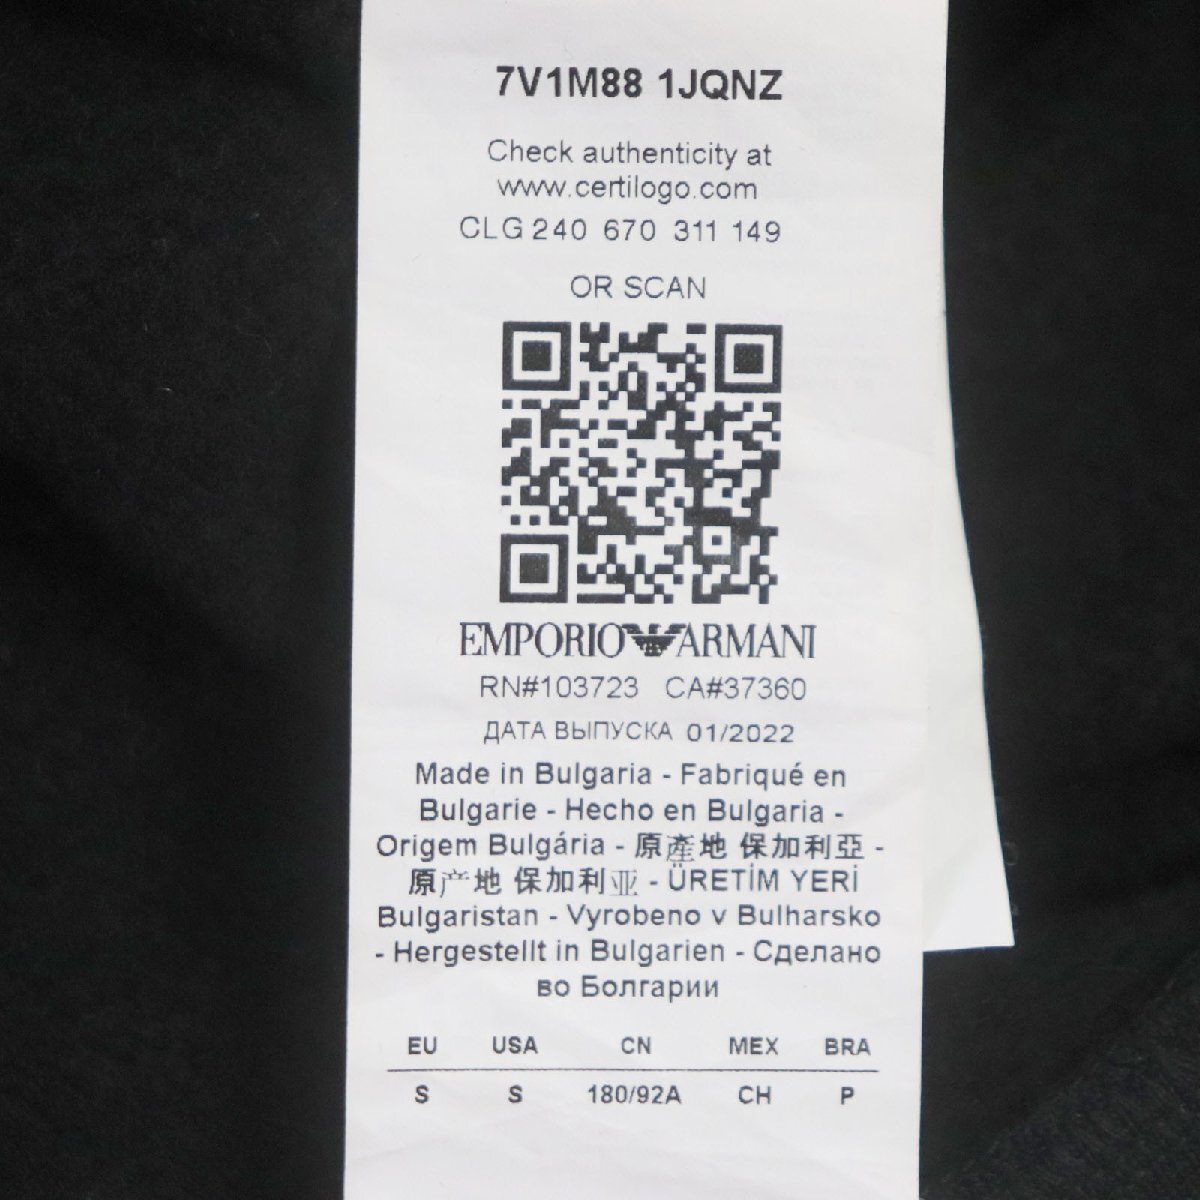 7V1M88 1JQNZ
Check authenticity at
www.certilogo.com
CLG 240 670 311 149
OR SCAN
EMPORIO ARMANI
RN#103723 CA#37360
ДАТА ВЫПУСКА 01/2022
Made in Bulgaria - Fabriqué en
Bulgarie - Hecho en Bulgaria -
Origem Bulgária - 原產地 保加利亞 -
原产地 保加利亚 - ÜRETİM YERİ
Bulgaristan - Vyrobeno v Bulharsko
- Hergestellt in Bulgarien - Сделано
во Болгарии
EU USA CN MEX BRA
S S 180/92A CH P